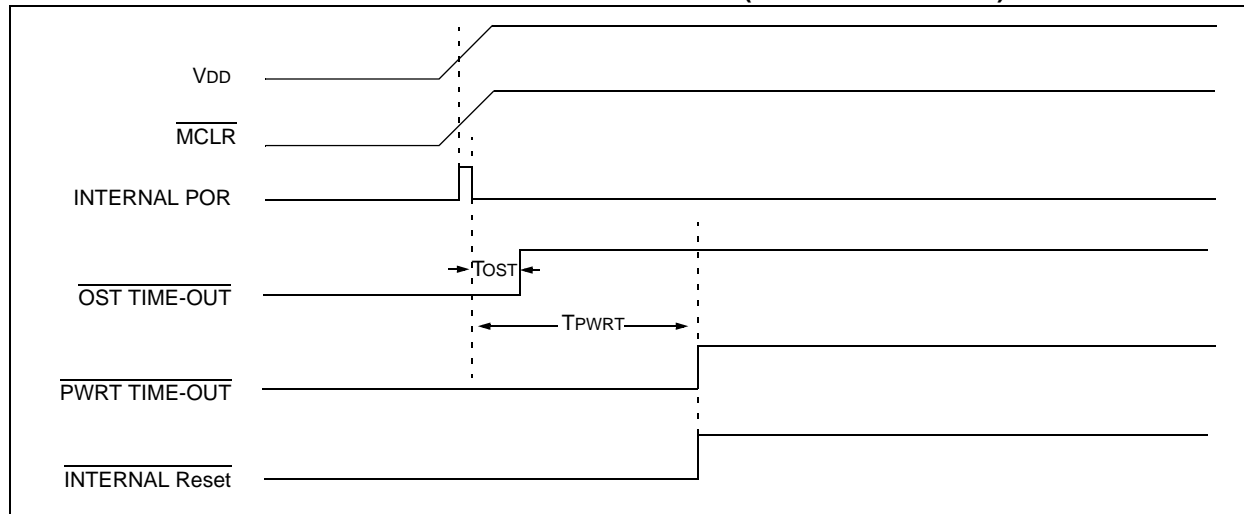 VDD
MCLR
INTERNAL POR
TOST
OST TIME-OUT
TPWRT
PWRT TIME-OUT
INTERNAL Reset